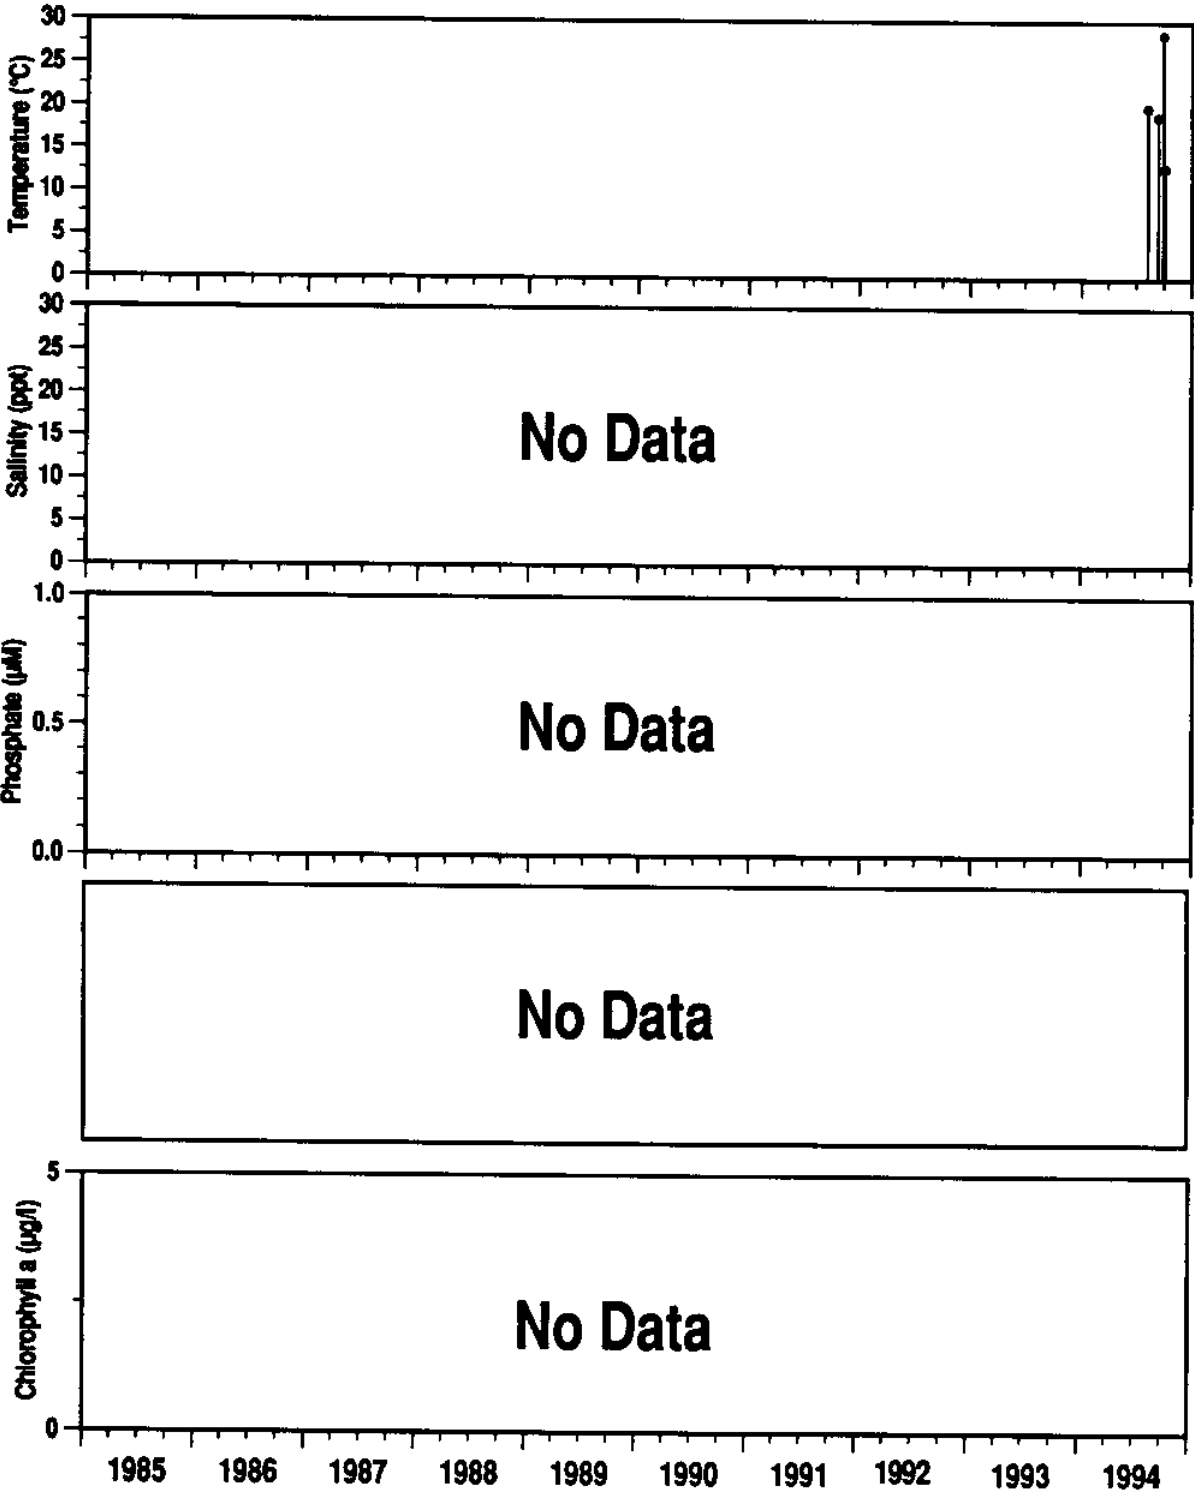 30
25
20
15
10
5
0
Temperature (°C)
30
25
20
15
10
5
0
Salinity (ppt)
No Data
1.0
0.5
0.0
Phosphate (µM)
No Data
No Data
5
0
Chlorophyll a (µg/l)
No Data
1985 1986 1987 1988 1989 1990 1991 1992 1993 1994